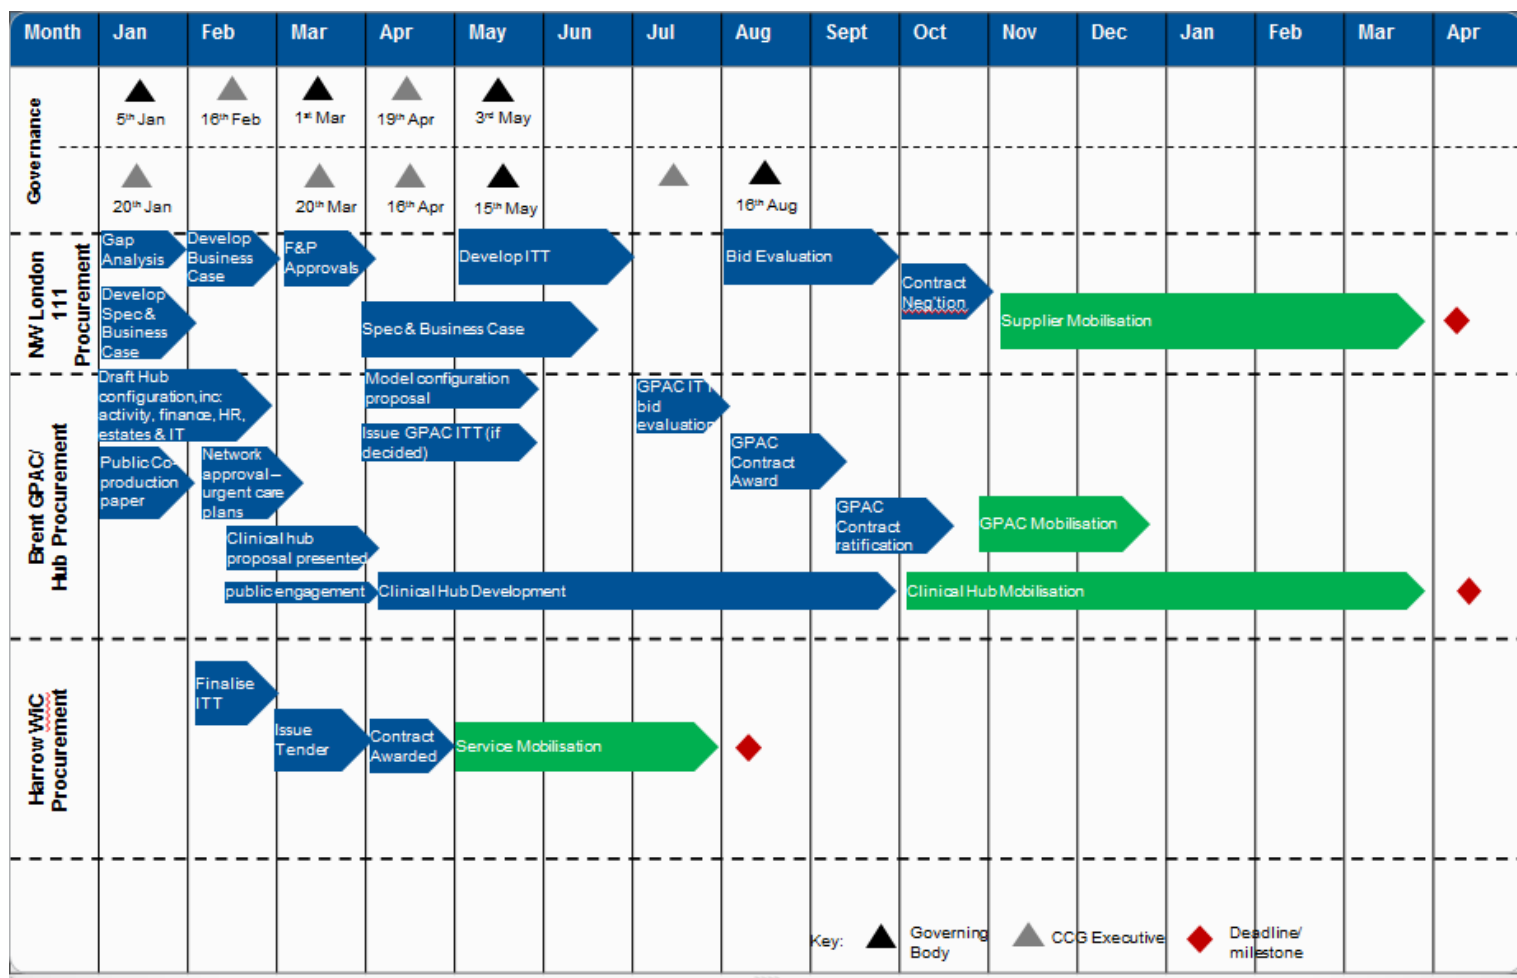 Month Jan Feb Mar Apr May Jun Jul Aug Sept Oct Nov Dec Jan Feb Mar Apr
Governance
5th Jan 16th Feb 1st Mar 19th Apr 3rd May
20th Jan 20th Mar 16th Apr 15th May 16th Aug
NW London
111
Procurement
Gap
Analysis
Develop
Business
Case
F&P
Approvals
Develop ITT
Bid Evaluation
Contract
Neg'tion
Develop
Spec &
Business
Case
Spec & Business Case
Supplier Mobilisation
Brent GPAC/
Hub Procurement
Draft Hub
configuration, inc:
activity, finance, HR,
estates & IT
Model configuration
proposal
GPAC ITT
bid
evaluation
Issue GPAC ITT (if
decided)
GPAC
Contract
Award
Public Co-
production
paper
Network
approval –
urgent care
plans
GPAC
Contract
ratification
GPAC Mobilisation
Clinical hub
proposal presented
public engagement
Clinical Hub Development
Clinical Hub Mobilisation
Harrow WiC
Procurement
Finalise
ITT
Issue
Tender
Contract
Awarded
Service Mobilisation
Key:
Governing
Body
CCG Executive
Deadline/
milestone